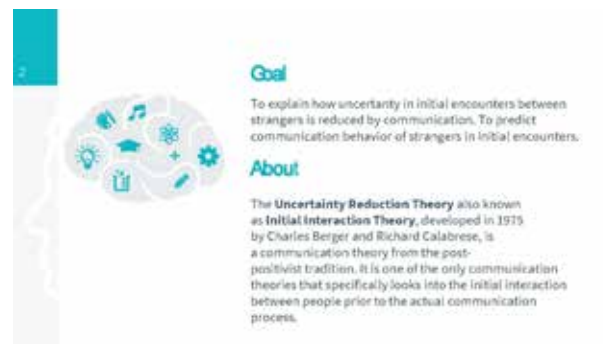 2
Goal
To explain how uncertanty in initial encounters between
strangers is reduced by communication. To predict
communication behavior of strangers in initial encounters.
About
The Uncertainty Reduction Theory also known
as Initial Interaction Theory, developed in 1975
by Charles Berger and Richard Calabrese, is
a communication theory from the post-
positivist tradition. It is one of the only communication
theories that specifically looks into the initial interaction
between people prior to the actual communication
process.